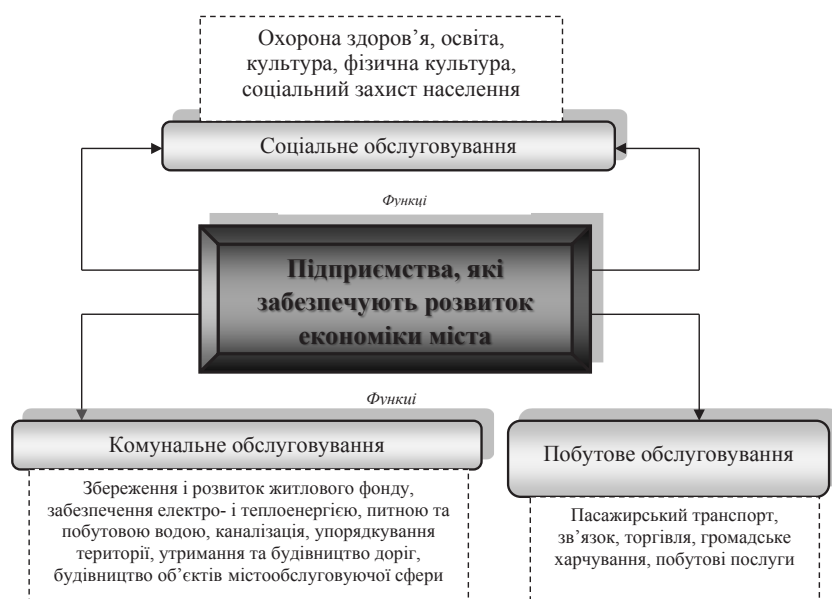 Охорона здоров’я, освіта,
культура, фізична культура,
соціальний захист населення
Соціальне обслуговування
Функці
Підприємства, які
забезпечують розвиток
економіки міста
Функці
Комунальне обслуговування
Збереження і розвиток житлового фонду,
забезпечення електро- і теплоенергією, питною та
побутовою водою, каналізація, упорядкування
території, утримання та будівництво доріг,
будівництво об’єктів містообслуговуючої сфери
Побутове обслуговування
Пасажирський транспорт,
зв’язок, торгівля, громадське
харчування, побутові послуги